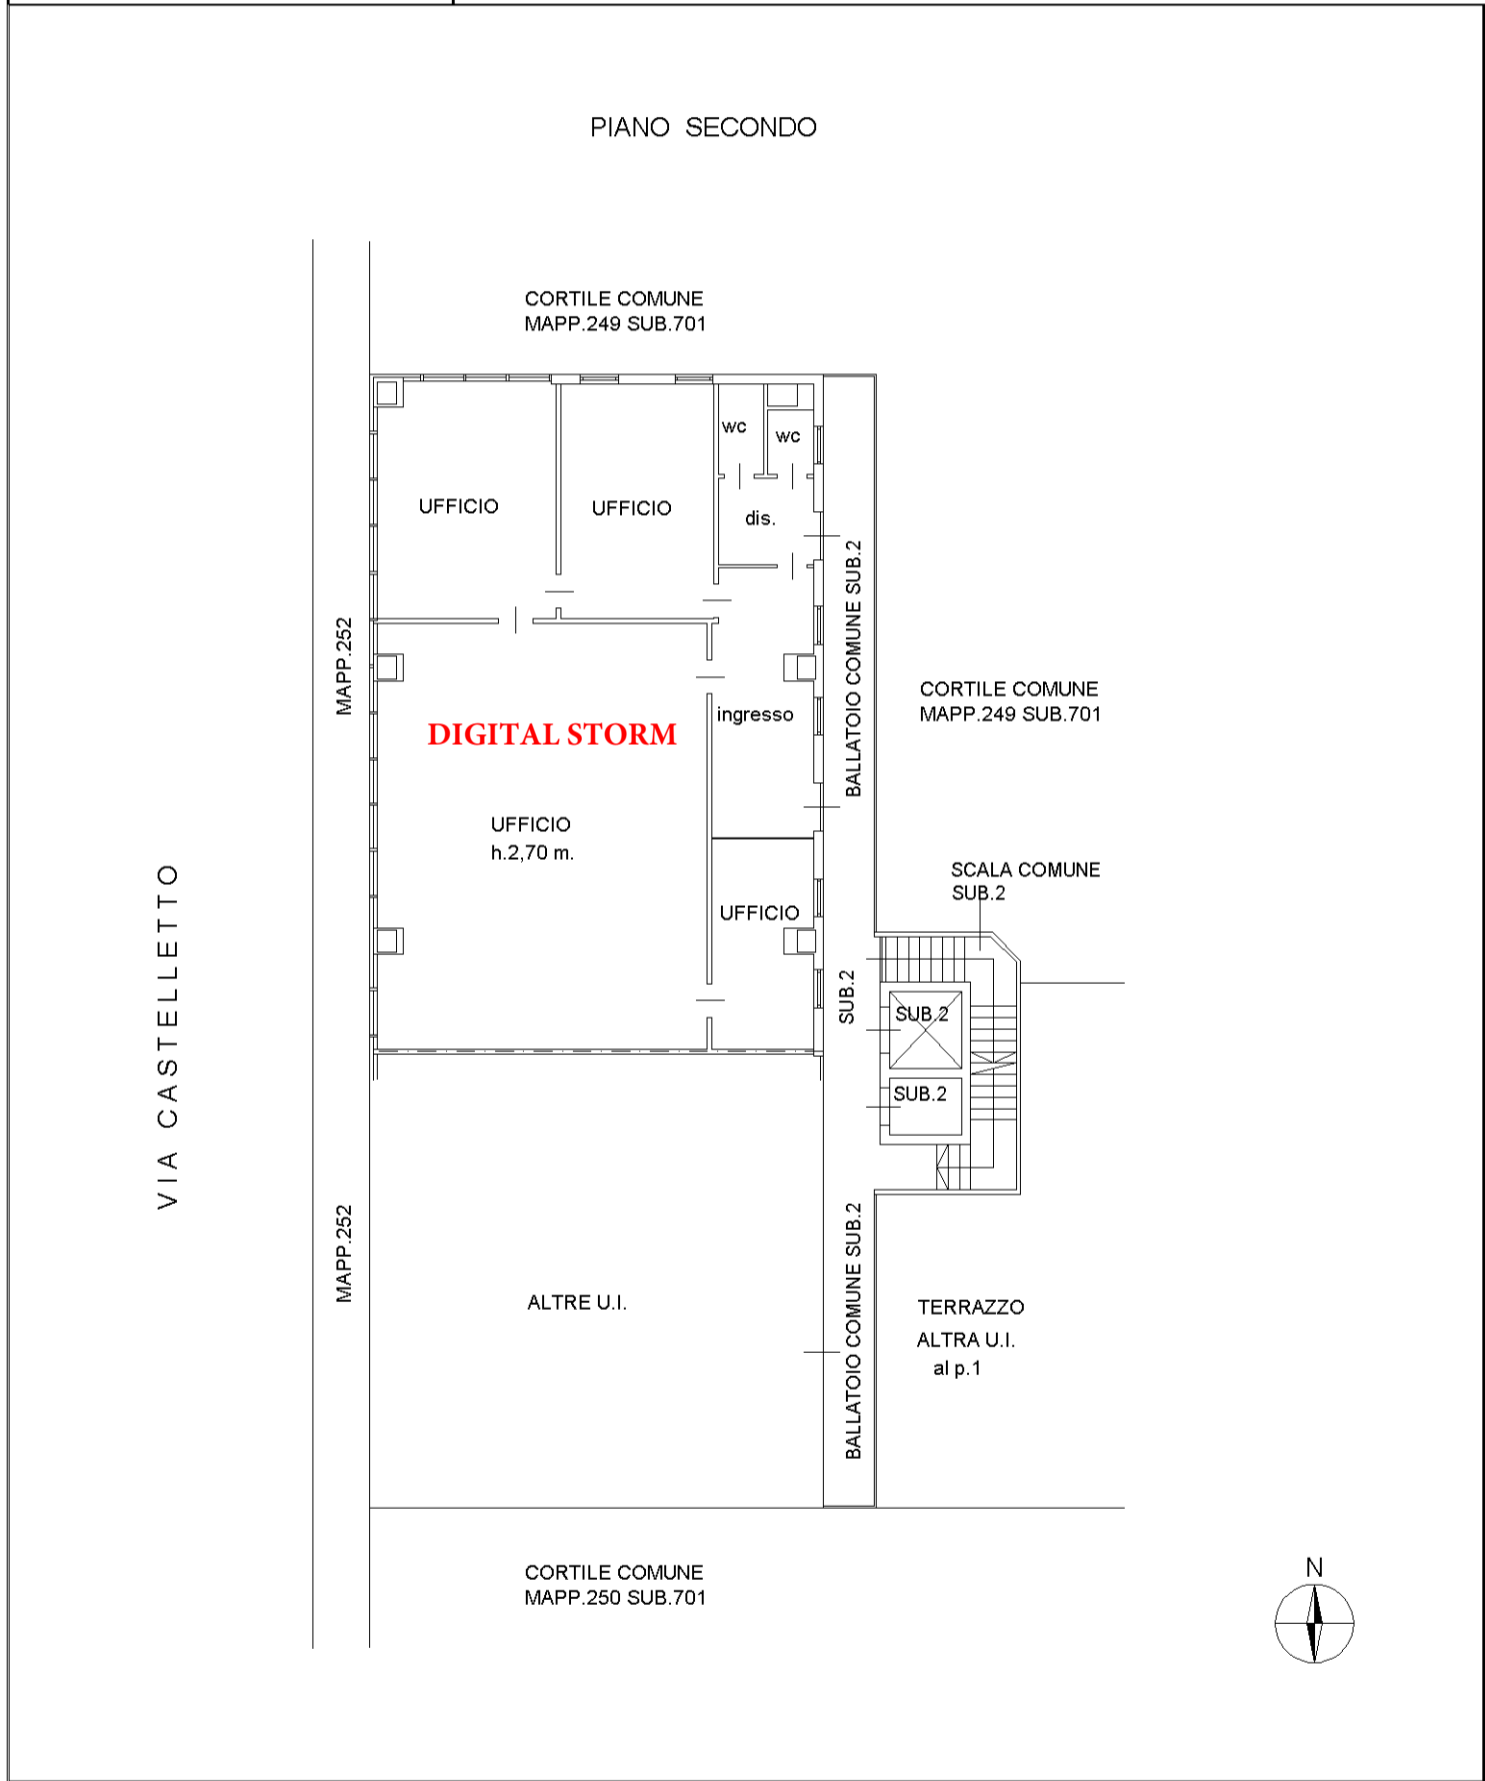 PIANO SECONDO
CORTILE COMUNE
MAPP.249 SUB.701
wc
wc
UFFICIO
UFFICIO
dis.
BALLATOIO COMUNE SUB.2
MAPP.252
CORTILE COMUNE
MAPP.249 SUB.701
ingresso
DIGITAL STORM
UFFICIO
h.2,70 m.
SCALA COMUNE
SUB.2
UFFICIO
VIA CASTELLETTO
SUB.2
SUB.2
SUB.2
MAPP.252
BALLATOIO COMUNE SUB.2
ALTRE U.I.
TERRAZZO
ALTRA U.I.
al p.1
CORTILE COMUNE
MAPP.250 SUB.701
N